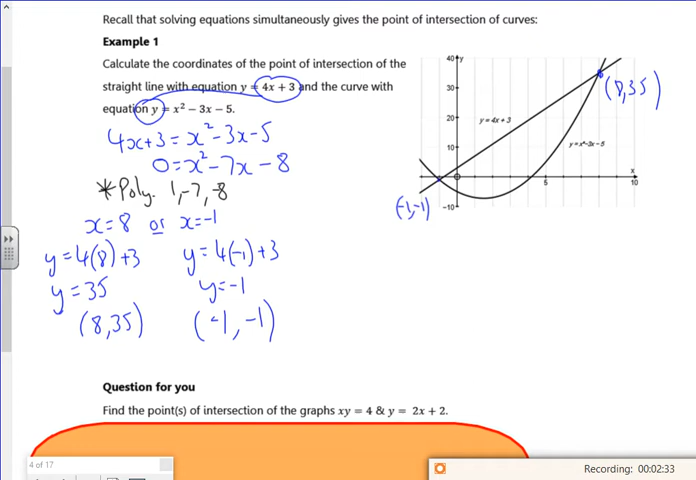 Recall that solving equations simultaneously gives the point of intersection of curves:
Example 1
Calculate the coordinates of the point of intersection of the
straight line with equation y = 4x + 3 and the curve with
equation y = x² − 3x − 5.
4x+3 = x²-3x-5
0 = x²-7x-8
*Poly. 1, -7, -8
x=8 or x=-1
y=4(8)+3 y=4(-1)+3
y=35 y=-1
(8,35) (-1,-1)
40 y
30
20
10
-10
5
10
x
y = 4x + 3
y = x² - 3x - 5
(8,35)
(-1,-1)
Question for you
Find the point(s) of intersection of the graphs xy = 4 & y = 2x + 2.
4 of 17
Recording: 00:02:33